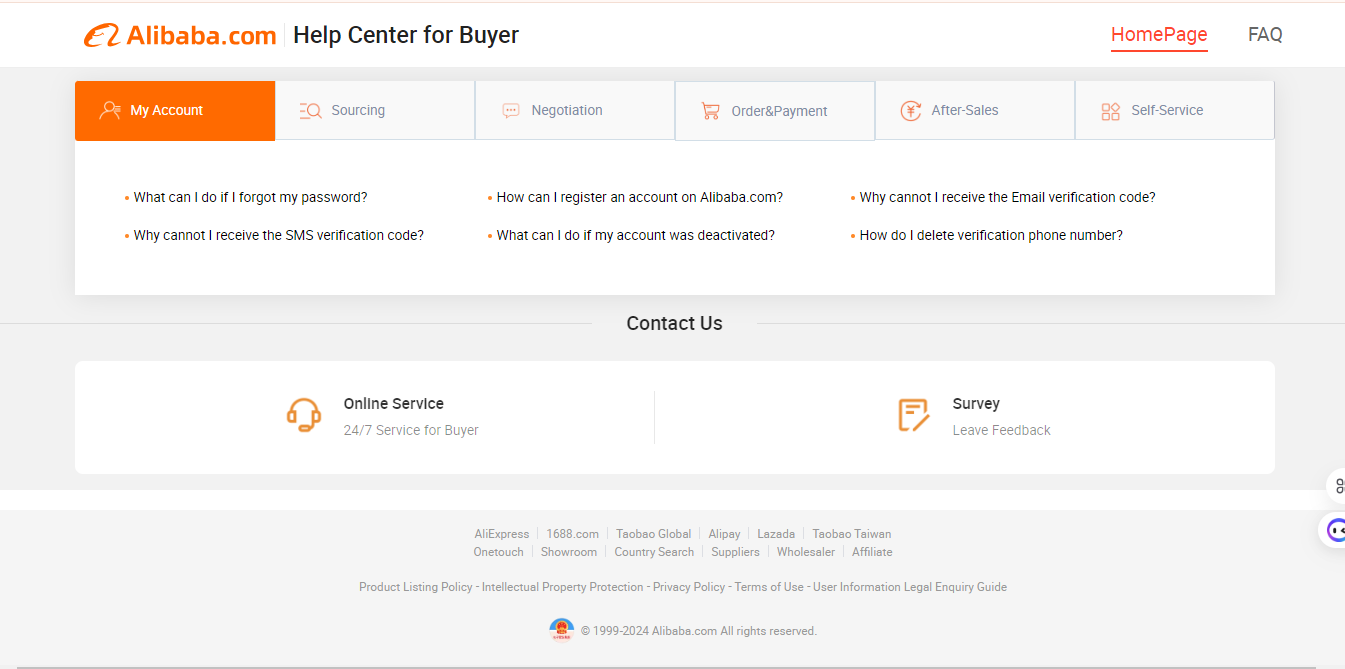 Alibaba.com Help Center for Buyer HomePage FAQ
My Account Sourcing Negotiation Order&Payment After-Sales Self-Service
• What can I do if I forgot my password? • How can I register an account on Alibaba.com? • Why cannot I receive the Email verification code?
• Why cannot I receive the SMS verification code? • What can I do if my account was deactivated? • How do I delete verification phone number?
Contact Us
Online Service
24/7 Service for Buyer
Survey
Leave Feedback
AliExpress | 1688.com | Taobao Global | Alipay | Lazada | Taobao Taiwan
Onetouch | Showroom | Country Search | Suppliers | Wholesaler | Affiliate
Product Listing Policy - Intellectual Property Protection - Privacy Policy - Terms of Use - User Information Legal Enquiry Guide
© 1999-2024 Alibaba.com All rights reserved.